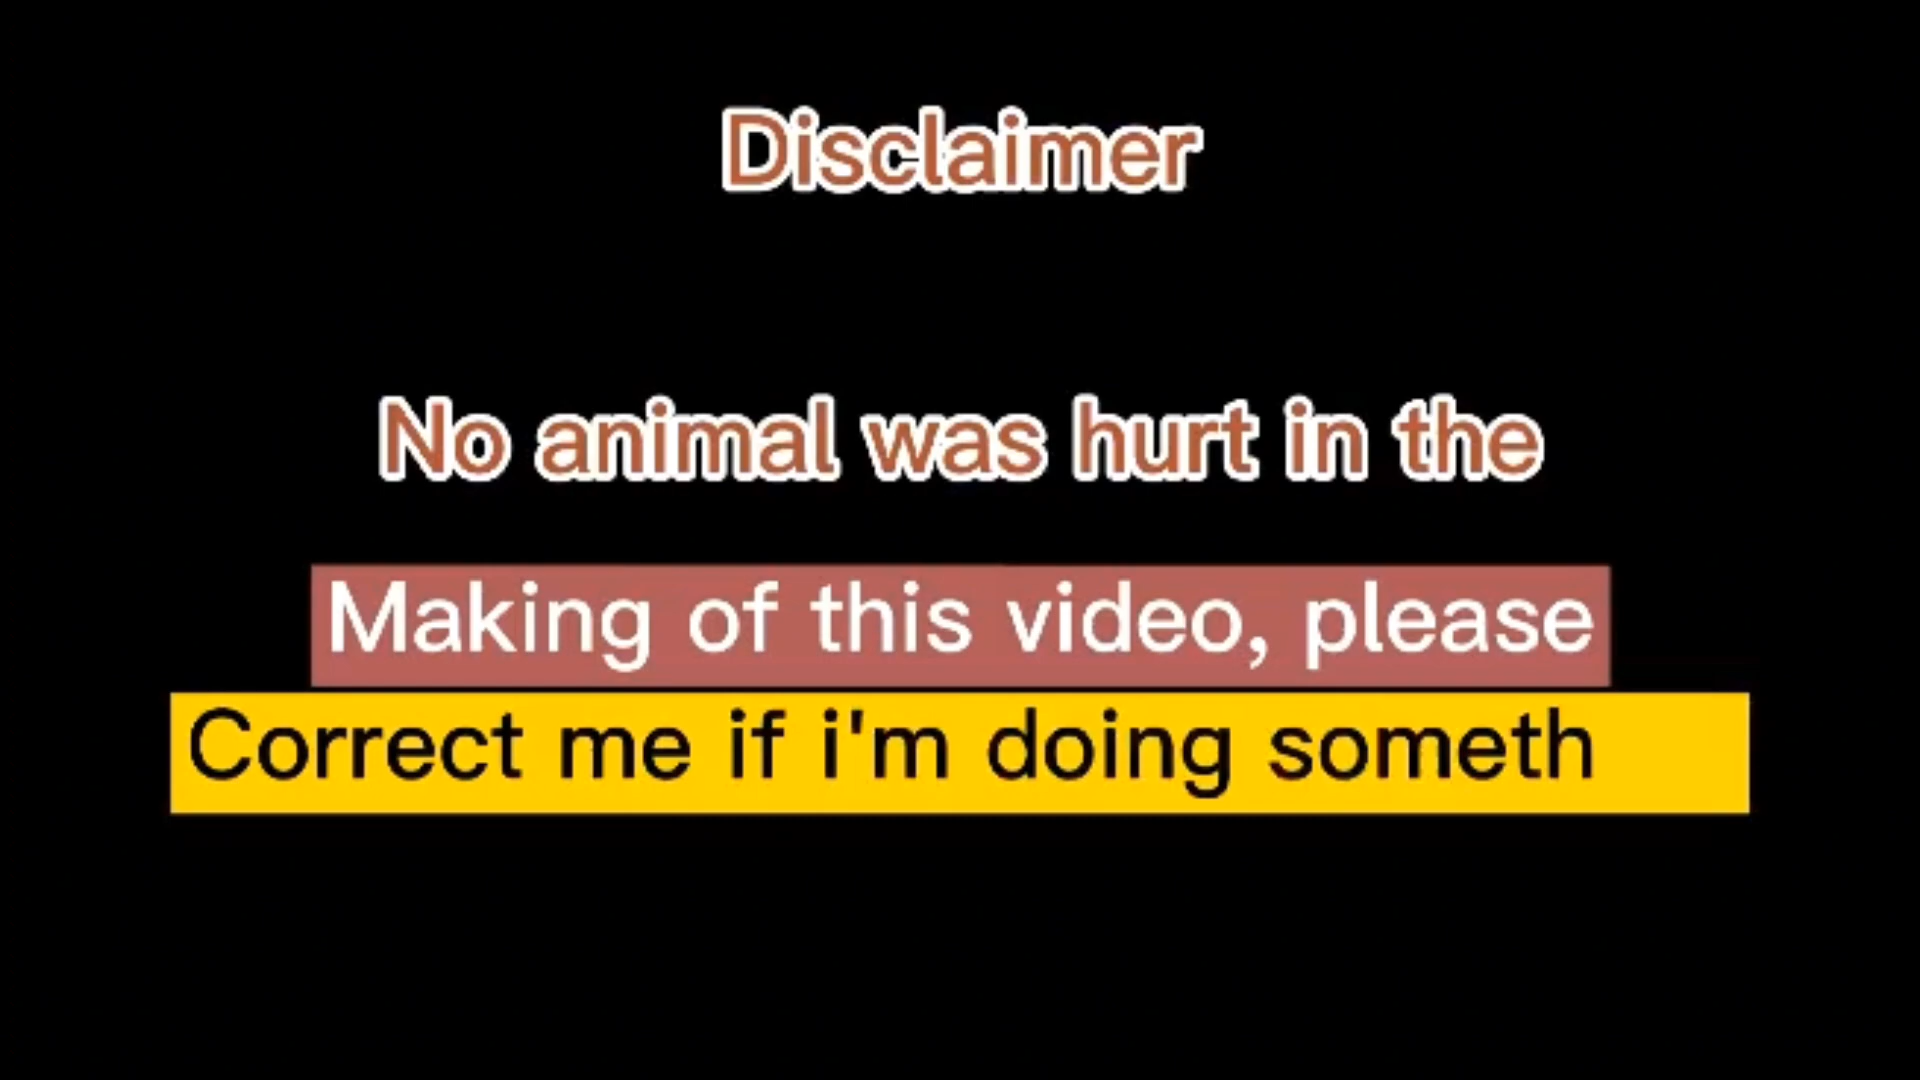 Disclaimer
No animal was hurt in the
Making of this video, please
Correct me if i'm doing someth